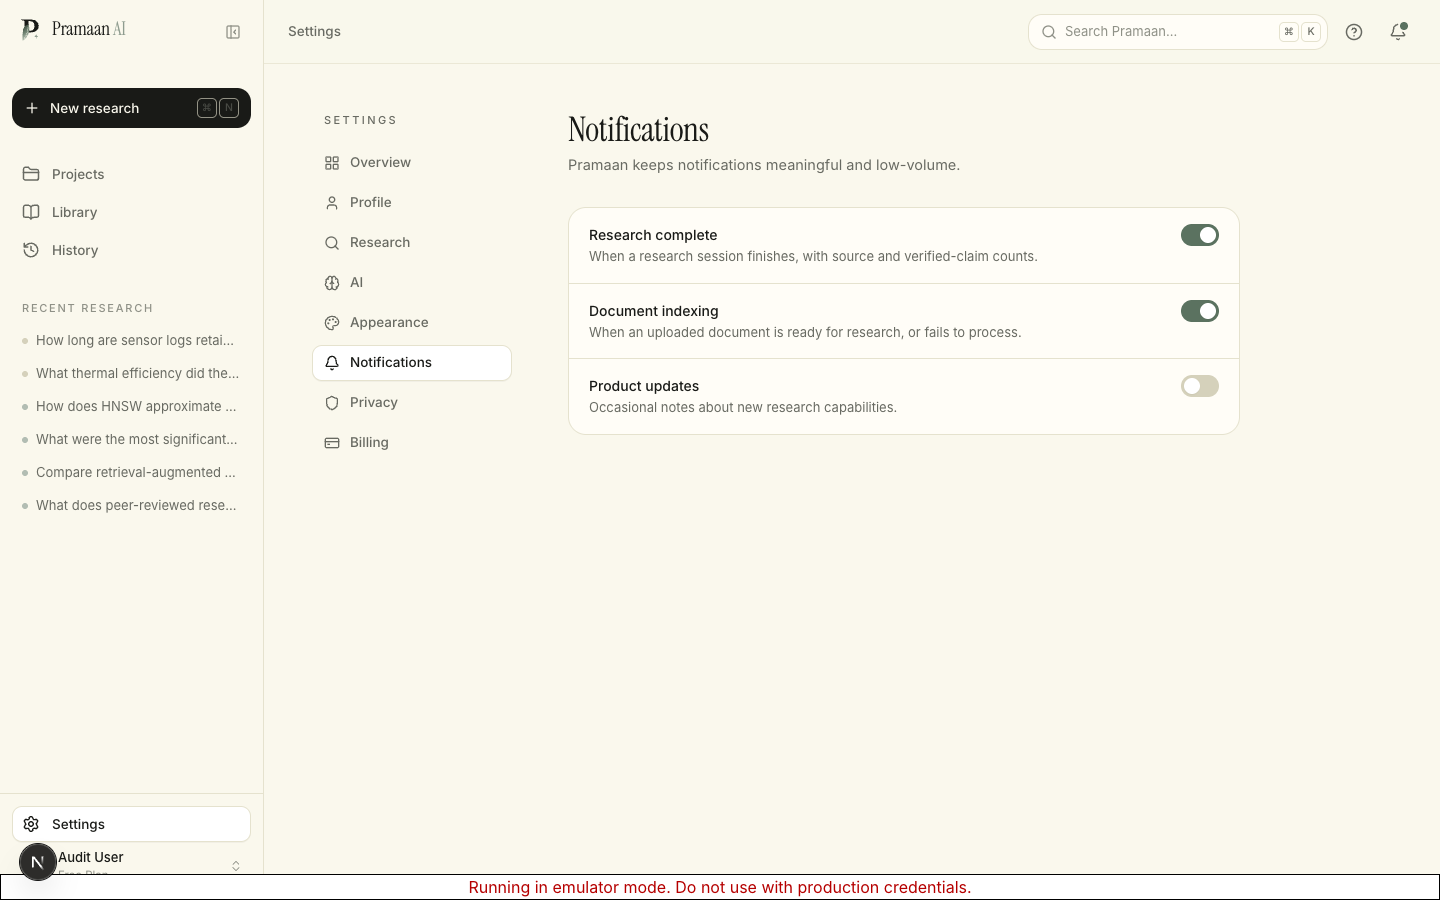 Pramaan AI
Settings
Search Pramaan...
⌘ K
New research
⌘ N
Projects
Library
History
RECENT RESEARCH
How long are sensor logs retai...
What thermal efficiency did the...
How does HNSW approximate ...
What were the most significant...
Compare retrieval-augmented ...
What does peer-reviewed rese...
SETTINGS
Overview
Profile
Research
AI
Appearance
Notifications
Privacy
Billing
Notifications
Pramaan keeps notifications meaningful and low-volume.
Research complete
When a research session finishes, with source and verified-claim counts.
Document indexing
When an uploaded document is ready for research, or fails to process.
Product updates
Occasional notes about new research capabilities.
Settings
N
Audit User
Free Plan
Running in emulator mode. Do not use with production credentials.